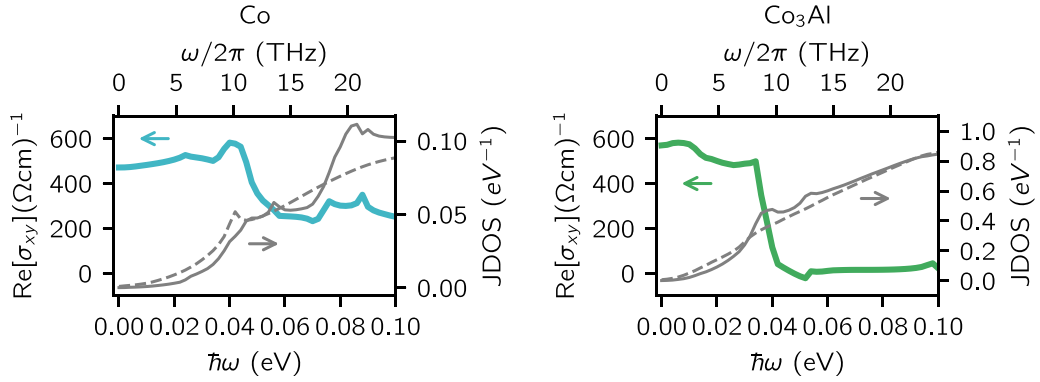 Co
ω/2π (THz)
0 5 10 15 20
Re[σxy](Ωcm)⁻¹
600
400
200
0
0.10
0.05
0.00
JDOS (eV⁻¹)
0.00 0.02 0.04 0.06 0.08 0.10
ħω (eV)
Co₃Al
ω/2π (THz)
0 5 10 15 20
Re[σxy](Ωcm)⁻¹
600
400
200
0
1.0
0.8
0.6
0.4
0.2
0.0
JDOS (eV⁻¹)
0.00 0.02 0.04 0.06 0.08 0.10
ħω (eV)